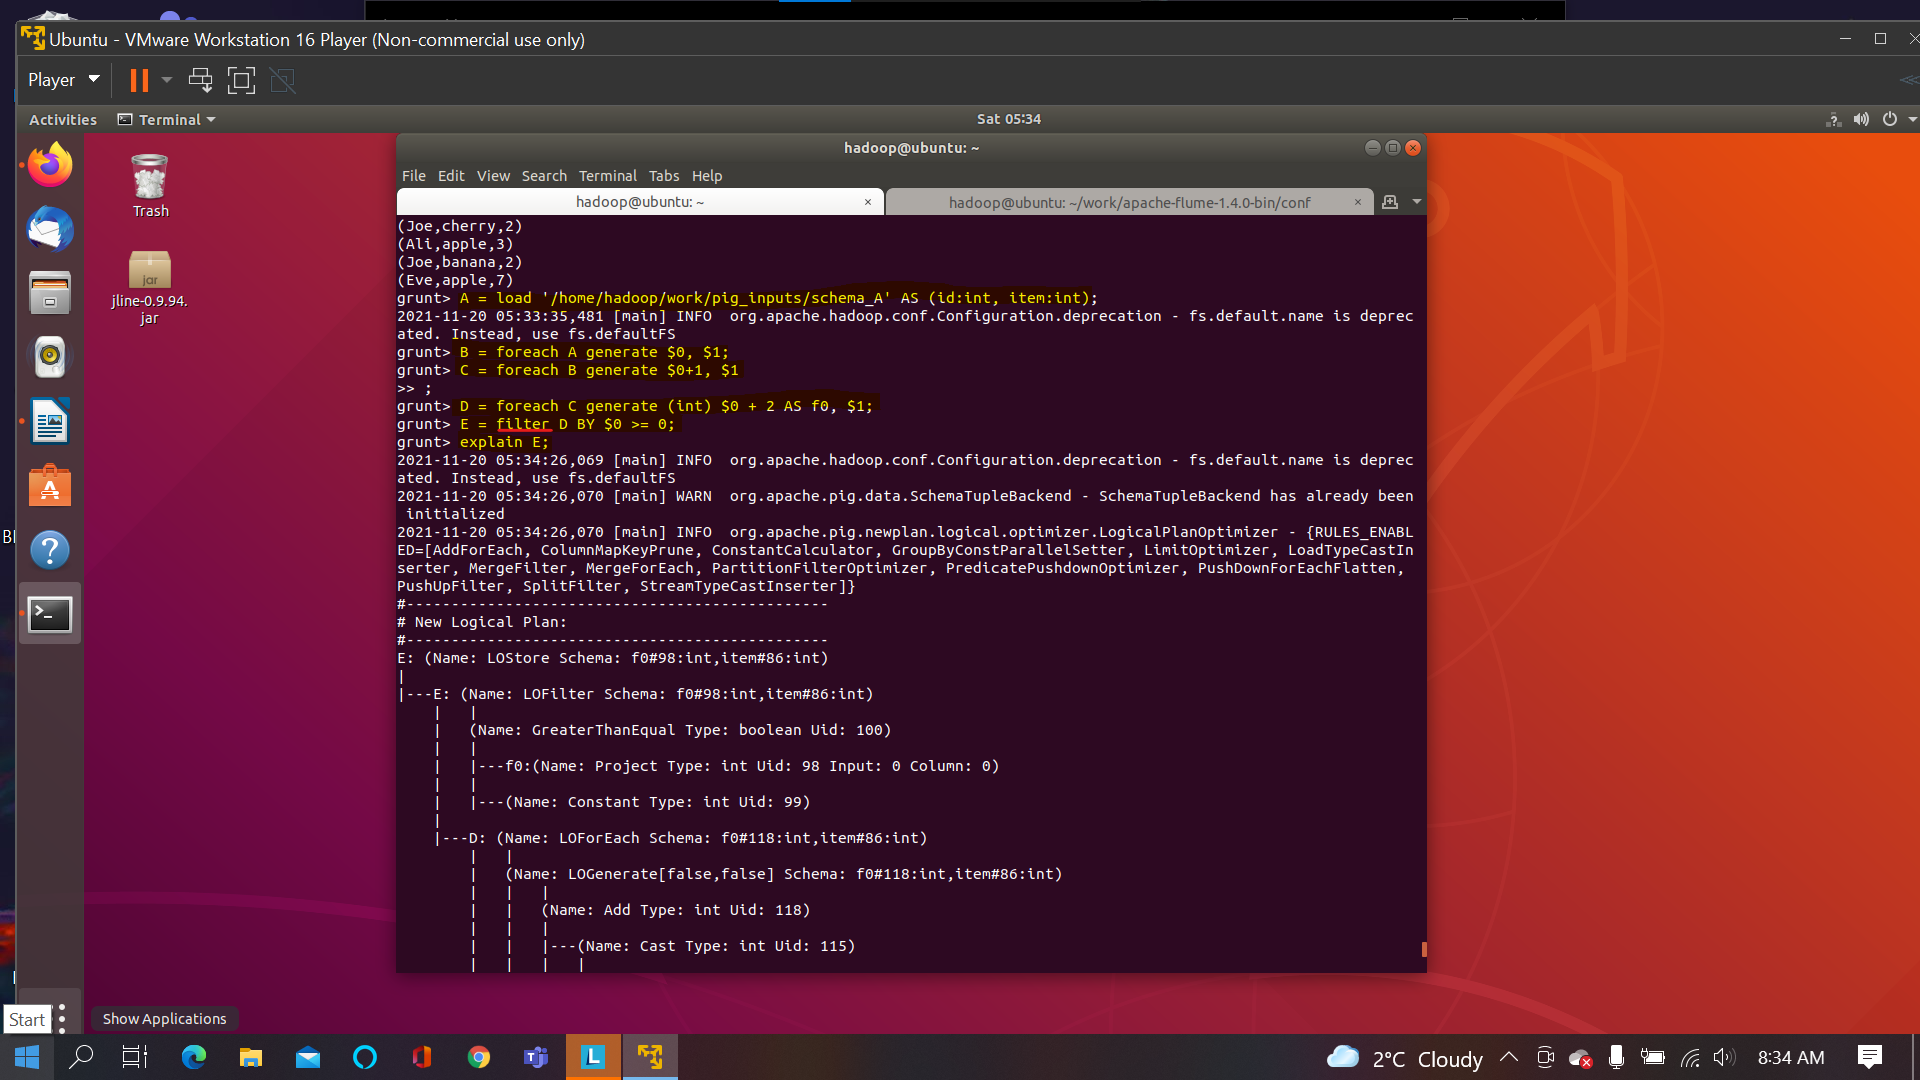 Ubuntu - VMware Workstation 16 Player (Non-commercial use only)
Player
Activities
Terminal
Sat 05:34
Trash
jar
jline-0.9.94.
jar
hadoop@ubuntu: ~
File Edit View Search Terminal Tabs Help
hadoop@ubuntu: ~ ×
hadoop@ubuntu: ~/work/apache-flume-1.4.0-bin/conf ×
(Joe,cherry,2)
(Ali,apple,3)
(Joe,banana,2)
(Eve,apple,7)
grunt> A = load '/home/hadoop/work/pig_inputs/schema_A' AS (id:int, item:int);
2021-11-20 05:33:35,481 [main] INFO  org.apache.hadoop.conf.Configuration.deprecation - fs.default.name is deprec
ated. Instead, use fs.defaultFS
grunt> B = foreach A generate $0, $1;
grunt> C = foreach B generate $0+1, $1
>> ;
grunt> D = foreach C generate (int) $0 + 2 AS f0, $1;
grunt> E = filter D BY $0 >= 0;
grunt> explain E;
2021-11-20 05:34:26,069 [main] INFO  org.apache.hadoop.conf.Configuration.deprecation - fs.default.name is deprec
ated. Instead, use fs.defaultFS
2021-11-20 05:34:26,070 [main] WARN  org.apache.pig.data.SchemaTupleBackend - SchemaTupleBackend has already been
 initialized
2021-11-20 05:34:26,070 [main] INFO  org.apache.pig.newplan.logical.optimizer.LogicalPlanOptimizer - {RULES_ENABL
ED=[AddForEach, ColumnMapKeyPrune, ConstantCalculator, GroupByConstParallelSetter, LimitOptimizer, LoadTypeCastIn
serter, MergeFilter, MergeForEach, PartitionFilterOptimizer, PredicatePushdownOptimizer, PushDownForEachFlatten,
PushUpFilter, SplitFilter, StreamTypeCastInserter]}
#-----------------------------------------------
# New Logical Plan:
#-----------------------------------------------
E: (Name: LOStore Schema: f0#98:int,item#86:int)
|
|---E: (Name: LOFilter Schema: f0#98:int,item#86:int)
    |   |
    |   (Name: GreaterThanEqual Type: boolean Uid: 100)
    |   |
    |   |---f0:(Name: Project Type: int Uid: 98 Input: 0 Column: 0)
    |   |
    |   |---(Name: Constant Type: int Uid: 99)
    |
    |---D: (Name: LOForEach Schema: f0#118:int,item#86:int)
        |   |
        |   (Name: LOGenerate[false,false] Schema: f0#118:int,item#86:int)
        |   |   |
        |   |   (Name: Add Type: int Uid: 118)
        |   |   |
        |   |   |---(Name: Cast Type: int Uid: 115)
        |   |   |   |
Start
Show Applications
L
2°C Cloudy
8:34 AM